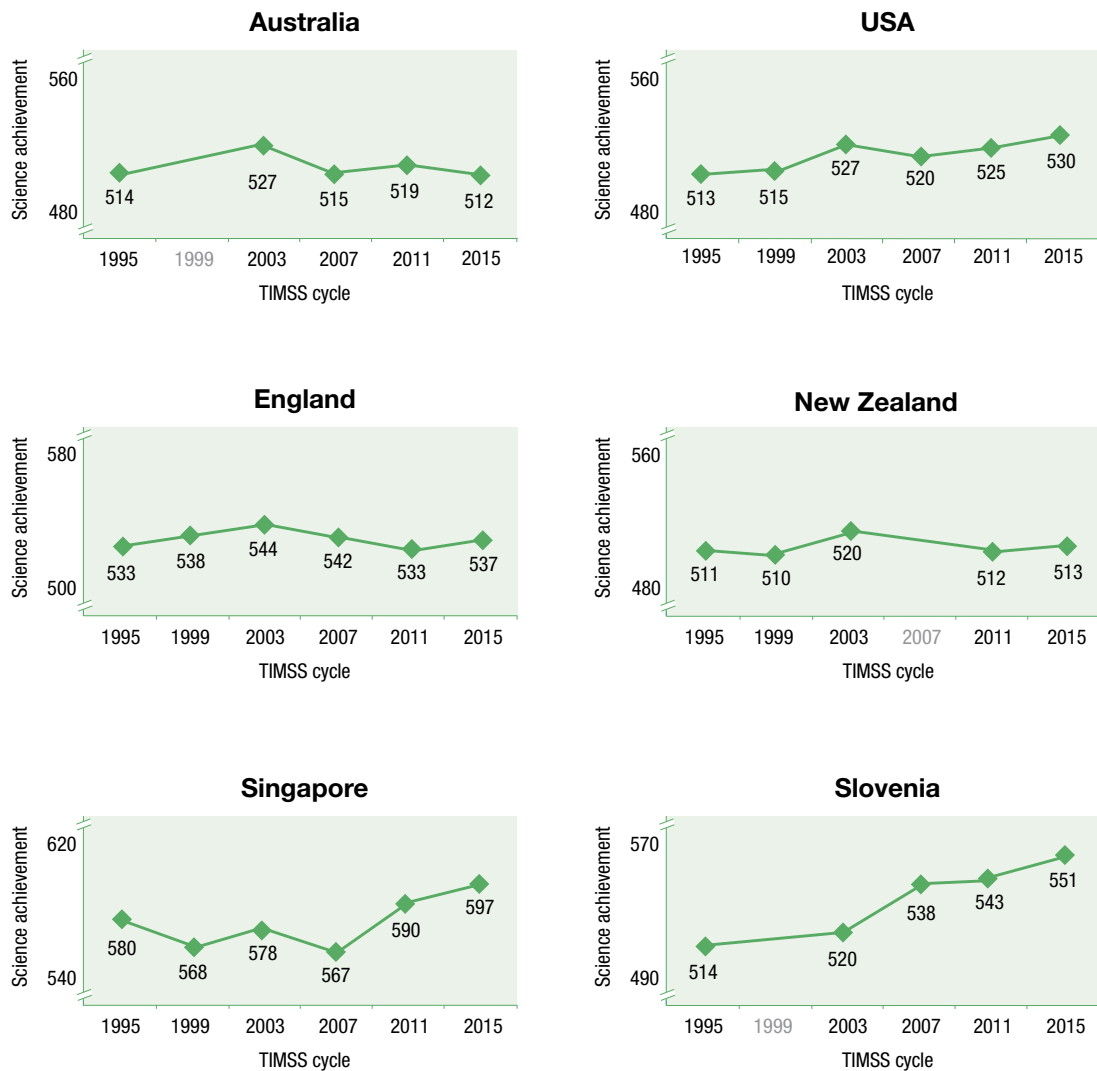 Australia
Science achievement
560
480
514
527
515
519
512
1995 1999 2003 2007 2011 2015
TIMSS cycle
USA
Science achievement
560
480
513
515
527
520
525
530
1995 1999 2003 2007 2011 2015
TIMSS cycle
England
Science achievement
580
500
533
538
544
542
533
537
1995 1999 2003 2007 2011 2015
TIMSS cycle
New Zealand
Science achievement
560
480
511
510
520
512
513
1995 1999 2003 2007 2011 2015
TIMSS cycle
Singapore
Science achievement
620
540
580
568
578
567
590
597
1995 1999 2003 2007 2011 2015
TIMSS cycle
Slovenia
Science achievement
570
490
514
520
538
543
551
1995 1999 2003 2007 2011 2015
TIMSS cycle